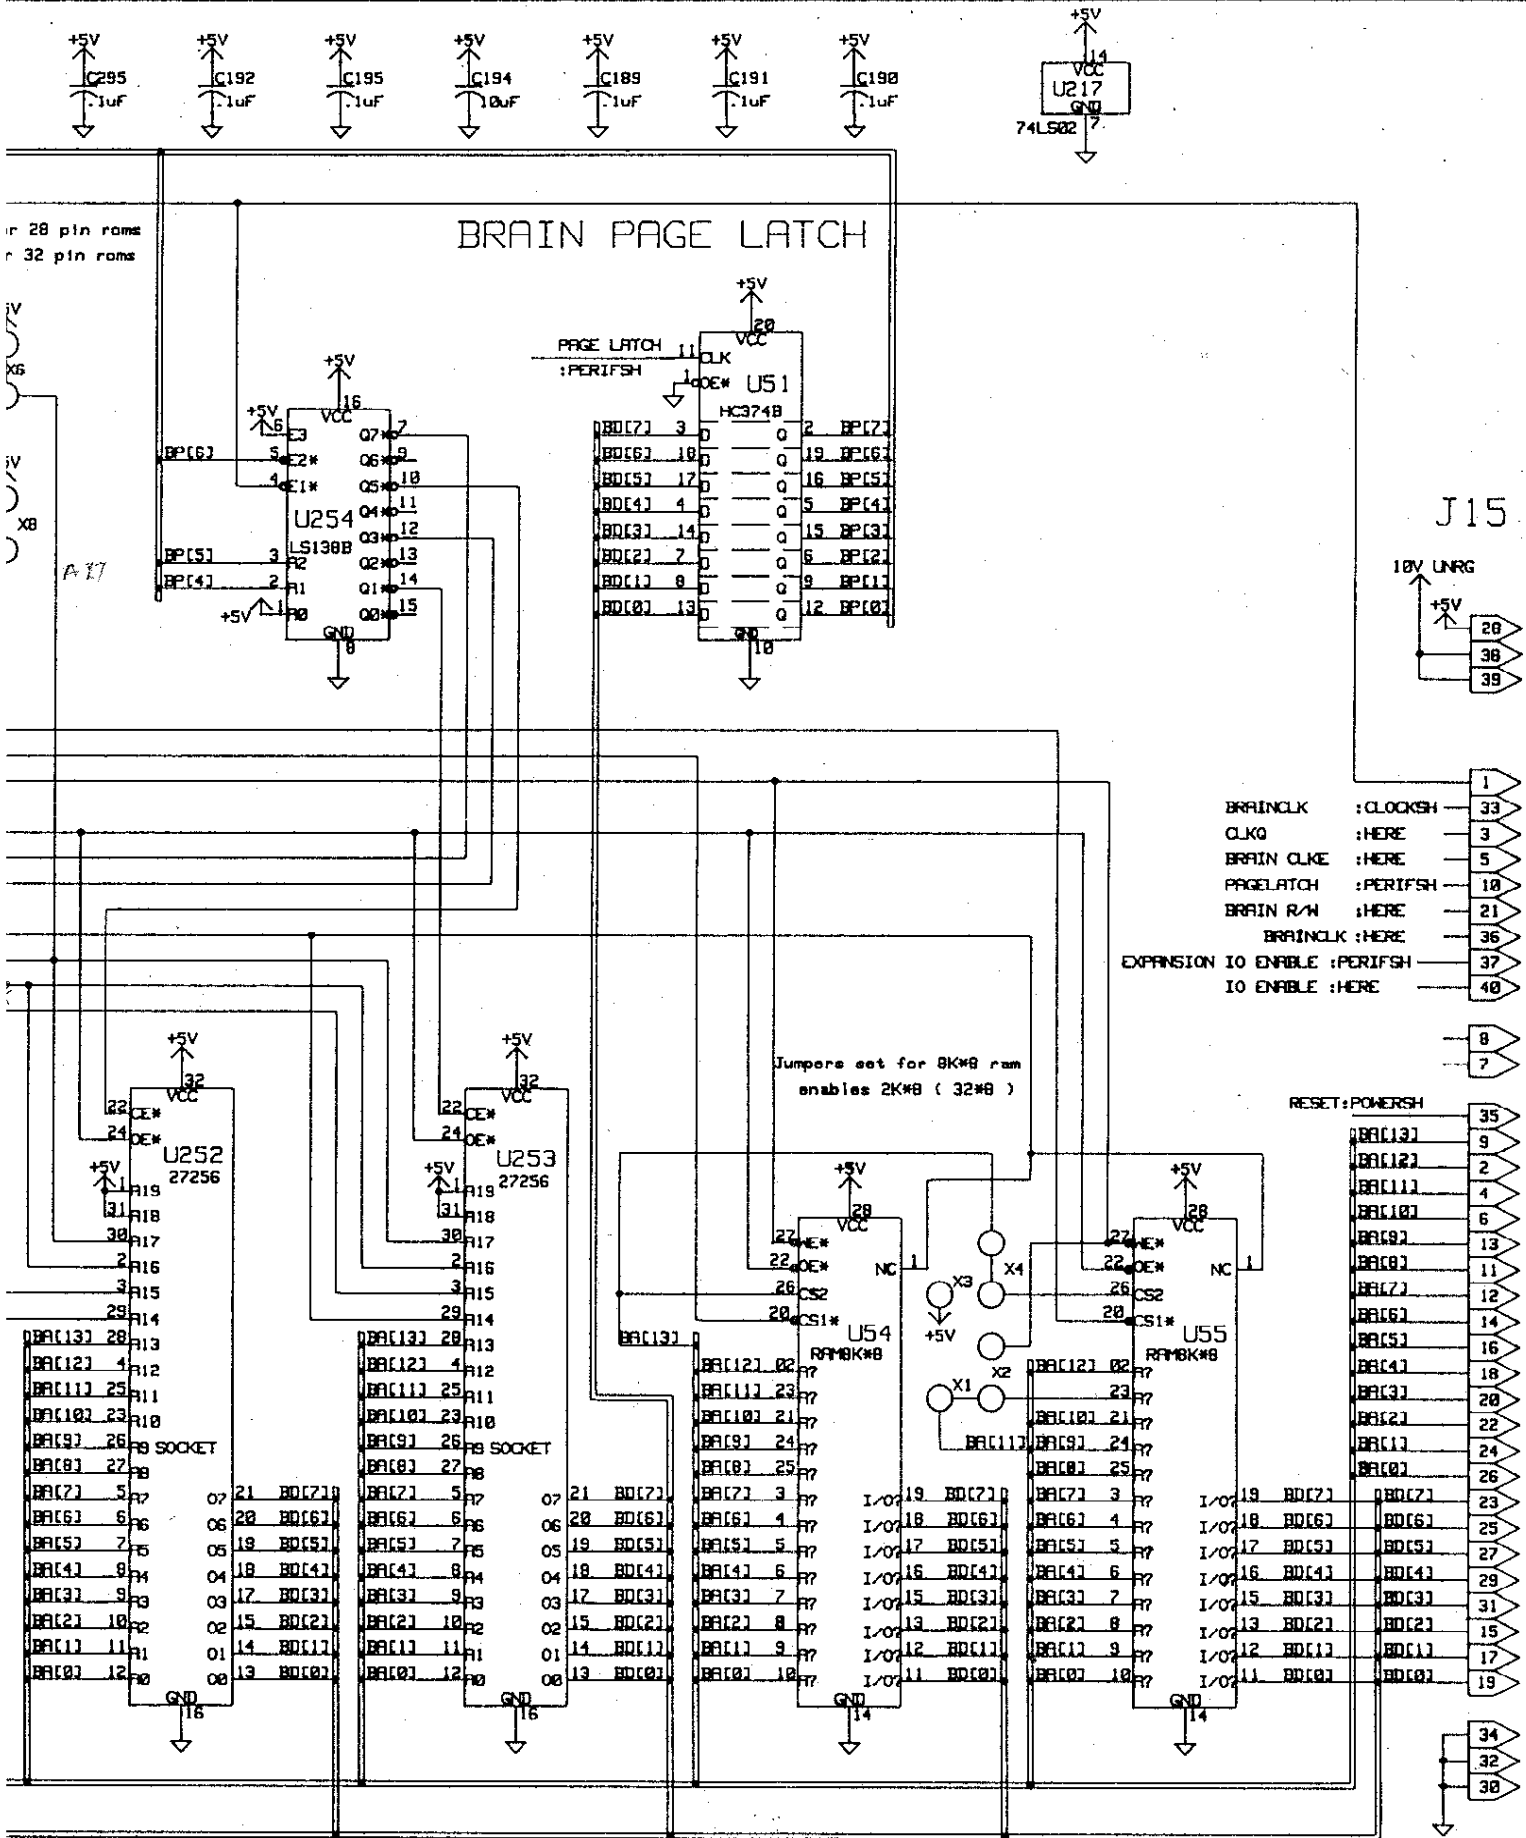 +5V +5V +5V +5V +5V +5V +5V +5V
C295 C192 C195 C194 C189 C191 C190
.1uF .1uF .1uF 10uF .1uF .1uF .1uF
14
VCC
U217
GND
74LS02 7
r 28 pin roms
r 32 pin roms
BRAIN PAGE LATCH
X6
X8
A17
+5V
16
VCC
+5V 6 E3 Q7* 7
BP[6] 5 E2* Q6* 9
4 E1* Q5* 10
U254 Q4* 11
LS138B Q3* 12
BP[5] 3 A2 Q2* 13
BP[4] 2 A1 Q1* 14
+5V 1 A0 Q0* 15
GND
8
+5V
20
VCC
PAGE LATCH 11 CLK
:PERIFSH 1 OE* U51
HC374B
BD[7] 3 D Q 2 BP[7]
BD[6] 18 D Q 19 BP[6]
BD[5] 17 D Q 16 BP[5]
BD[4] 4 D Q 5 BP[4]
BD[3] 14 D Q 15 BP[3]
BD[2] 7 D Q 6 BP[2]
BD[1] 8 D Q 9 BP[1]
BD[0] 13 D Q 12 BP[0]
GND
10
J15
10V UNRG
+5V
28
38
39
1
BRAINCLK :CLOCKSH 33
CLKQ :HERE 3
BRAIN CLKE :HERE 5
PAGELATCH :PERIFSH 10
BRAIN R/W :HERE 21
BRAINCLK :HERE 36
EXPANSION IO ENABLE :PERIFSH 37
IO ENABLE :HERE 40
8
7
RESET:POWERSH 35
BA[13] 9
BA[12] 2
BA[11] 4
BA[10] 6
BA[9] 13
BA[8] 11
BA[7] 12
BA[6] 14
BA[5] 16
BA[4] 18
BA[3] 20
BA[2] 22
BA[1] 24
BA[0] 26
BD[7] 23
BD[6] 25
BD[5] 27
BD[4] 29
BD[3] 31
BD[2] 15
BD[1] 17
BD[0] 19
34
32
30
+5V
32
VCC
22 CE*
24 OE*
U252
27256
+5V 1 A19
31 A18
30 A17
2 A16
3 A15
29 A14
BA[13] 28 A13
BA[12] 4 A12
BA[11] 25 A11
BA[10] 23 A10
BA[9] 26 A9 SOCKET
BA[8] 27 A8
BA[7] 5 A7 O7 21 BD[7]
BA[6] 6 A6 O6 20 BD[6]
BA[5] 7 A5 O5 19 BD[5]
BA[4] 8 A4 O4 18 BD[4]
BA[3] 9 A3 O3 17 BD[3]
BA[2] 10 A2 O2 15 BD[2]
BA[1] 11 A1 O1 14 BD[1]
BA[0] 12 A0 O0 13 BD[0]
GND
16
+5V
32
VCC
22 CE*
24 OE*
U253
27256
+5V 1 A19
31 A18
30 A17
2 A16
3 A15
29 A14
BA[13] 28 A13
BA[12] 4 A12
BA[11] 25 A11
BA[10] 23 A10
BA[9] 26 A9 SOCKET
BA[8] 27 A8
BA[7] 5 A7 O7 21 BD[7]
BA[6] 6 A6 O6 20 BD[6]
BA[5] 7 A5 O5 19 BD[5]
BA[4] 8 A4 O4 18 BD[4]
BA[3] 9 A3 O3 17 BD[3]
BA[2] 10 A2 O2 15 BD[2]
BA[1] 11 A1 O1 14 BD[1]
BA[0] 12 A0 O0 13 BD[0]
GND
16
Jumpers set for 8K*8 ram
enables 2K*8 ( 32*8 )
+5V
28
VCC
27 WE*
22 OE* NC 1
26 CS2
20 CS1*
U54
RAM8K*8
BA[13]
BA[12] 02 A?
BA[11] 23 A?
BA[10] 21 A?
BA[9] 24 A?
BA[8] 25 A?
BA[7] 3 A? I/O? 19 BD[7]
BA[6] 4 A? I/O? 18 BD[6]
BA[5] 5 A? I/O? 17 BD[5]
BA[4] 6 A? I/O? 16 BD[4]
BA[3] 7 A? I/O? 15 BD[3]
BA[2] 8 A? I/O? 13 BD[2]
BA[1] 9 A? I/O? 12 BD[1]
BA[0] 10 A? I/O? 11 BD[0]
GND
14
X3 X4
+5V
X1 X2
BA[11]
+5V
28
VCC
27 WE*
22 OE* NC 1
26 CS2
20 CS1*
U55
RAM8K*8
BA[12] 02 A?
23 A?
BA[10] 21 A?
BA[9] 24 A?
BA[8] 25 A?
BA[7] 3 A? I/O? 19 BD[7]
BA[6] 4 A? I/O? 18 BD[6]
BA[5] 5 A? I/O? 17 BD[5]
BA[4] 6 A? I/O? 16 BD[4]
BA[3] 7 A? I/O? 15 BD[3]
BA[2] 8 A? I/O? 13 BD[2]
BA[1] 9 A? I/O? 12 BD[1]
BA[0] 10 A? I/O? 11 BD[0]
GND
14